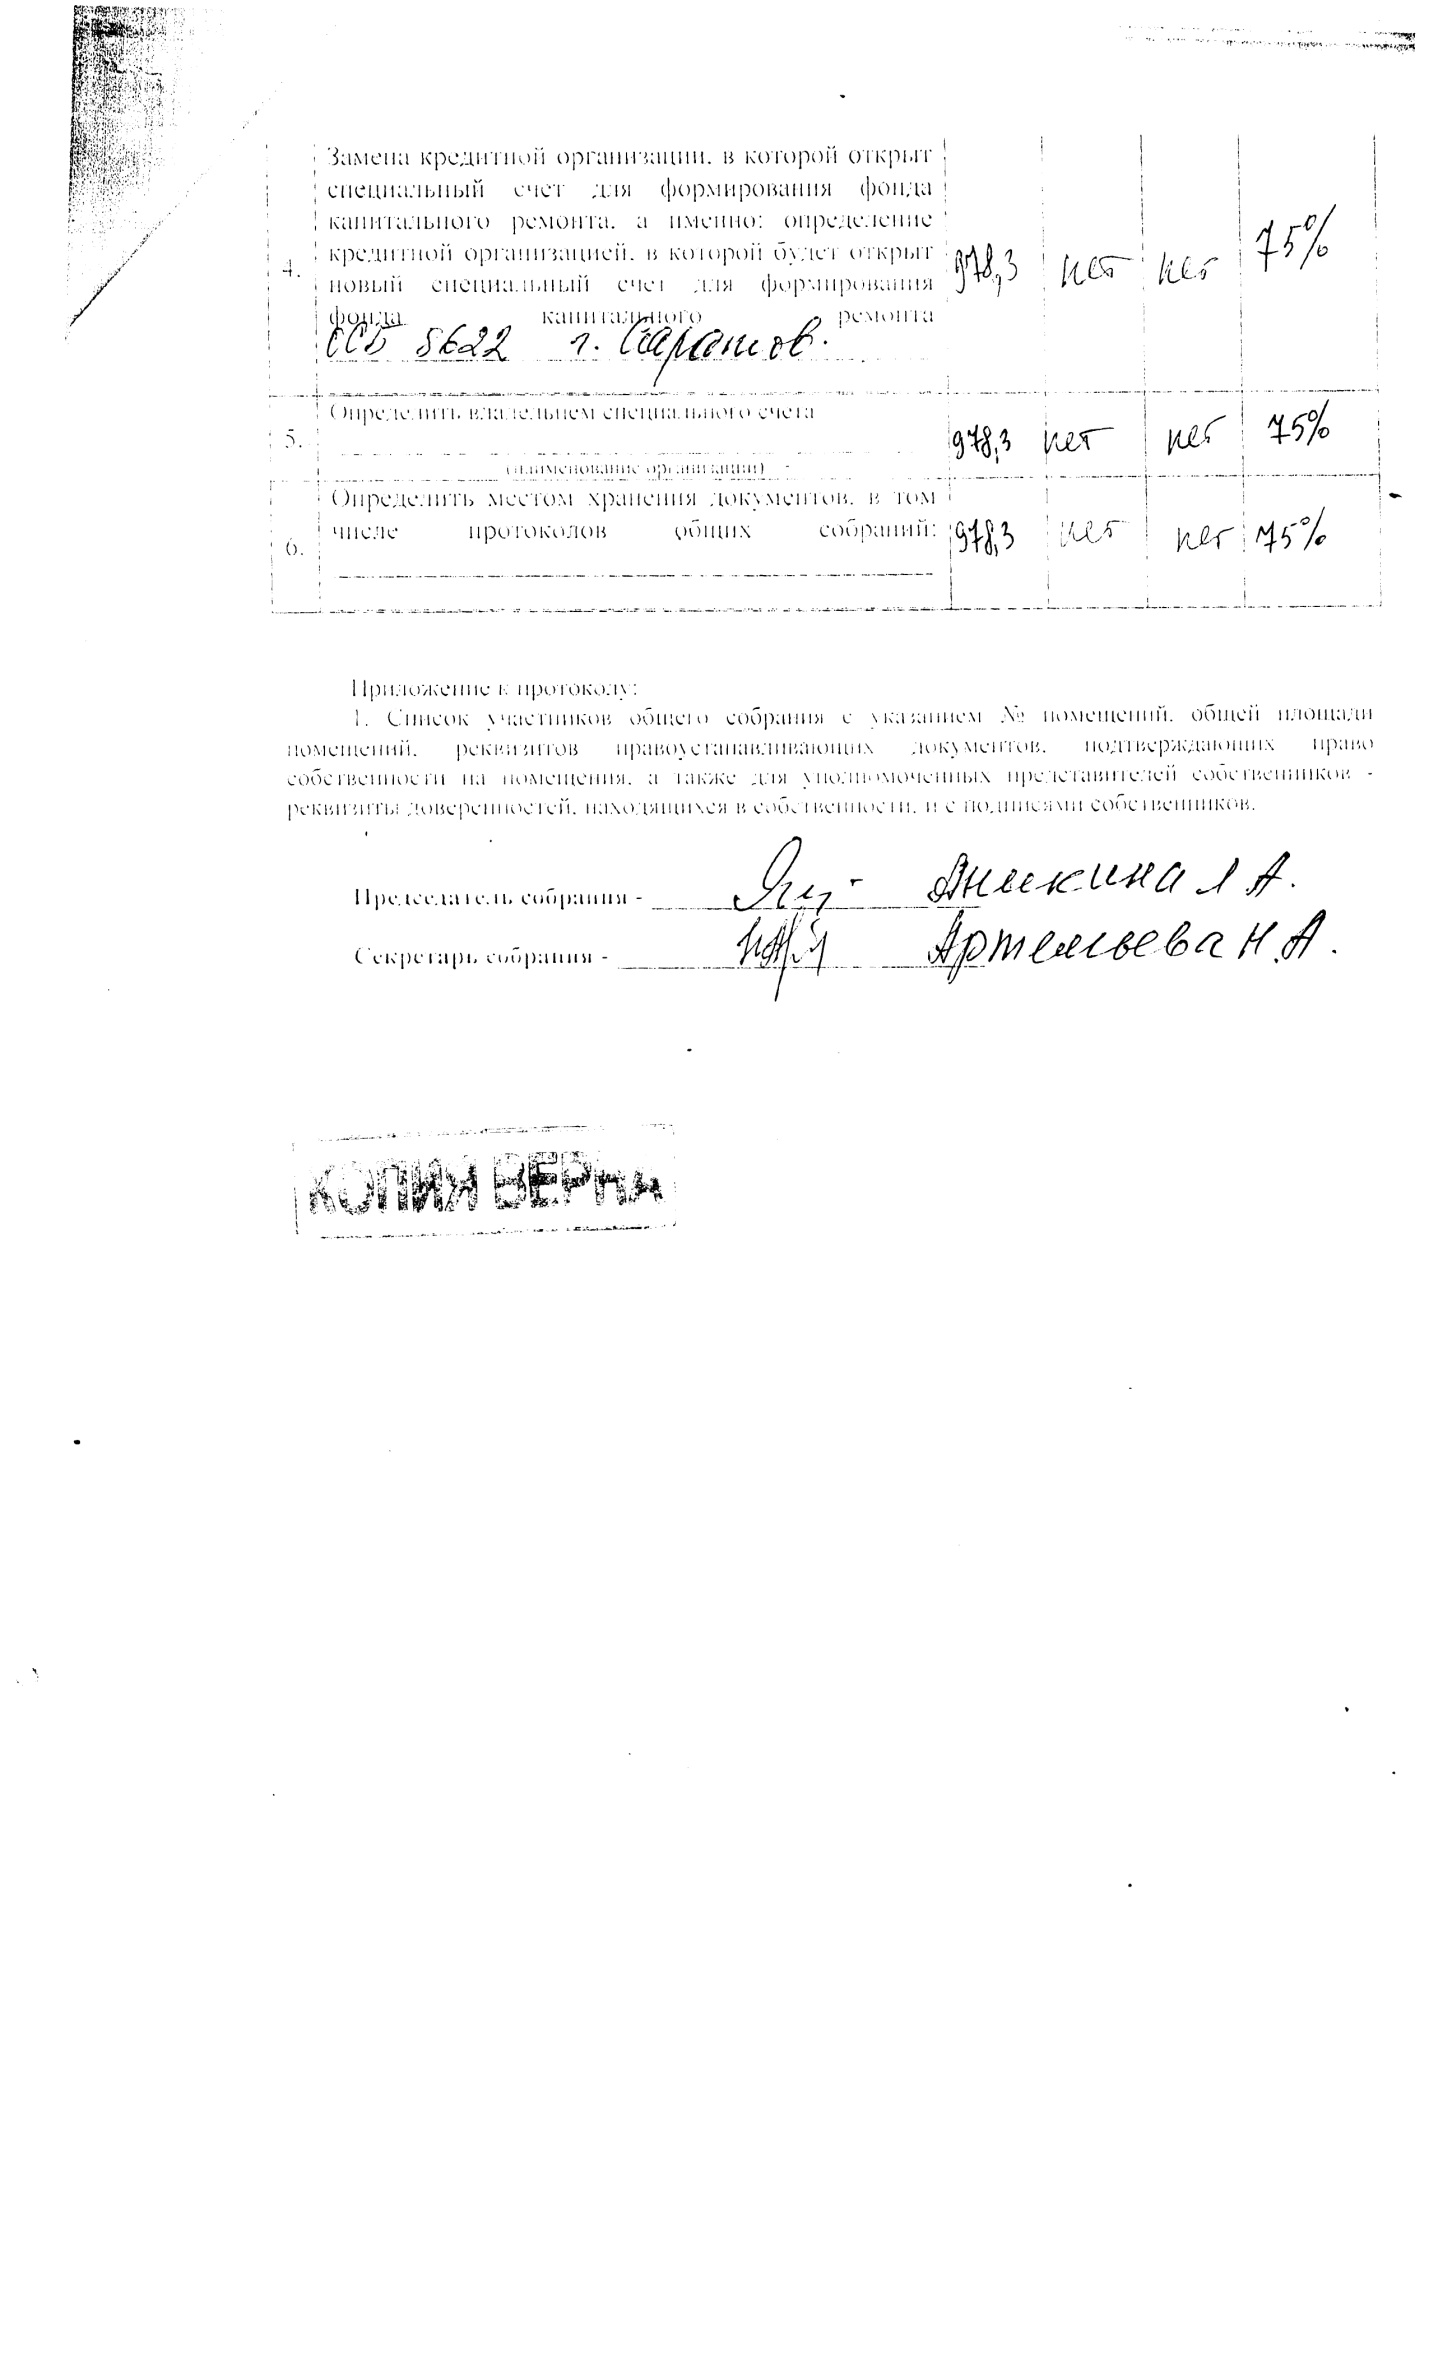 Замена кредитной организации, в которой открыт
специальный счет для формирования фонда
капитального ремонта, а именно: определение
кредитной организацией, в которой будет открыт
4. новый специальный счет для формирования 978,3 нет нет 75%
фонда капитального ремонта
ССБ 8622 г. Саратов.
Определить владельцем специального счета
5. 978,3 нет нет 75%
(наименование организации)
Определить местом хранения документов, в том
числе протоколов общих собраний:
6. 978,3 нет нет 75%
Приложение к протоколу:
1. Список участников общего собрания с указанием № помещений, общей площади
помещений, реквизитов правоустанавливающих документов, подтверждающих право
собственности на помещения, а также для уполномоченных представителей собственников -
реквизиты доверенностей, находящихся в собственности, и с подписями собственников.
Председатель собрания - Аникина Л А.
Секретарь собрания - Артемьева Н.А.
КОПИЯ ВЕРНА